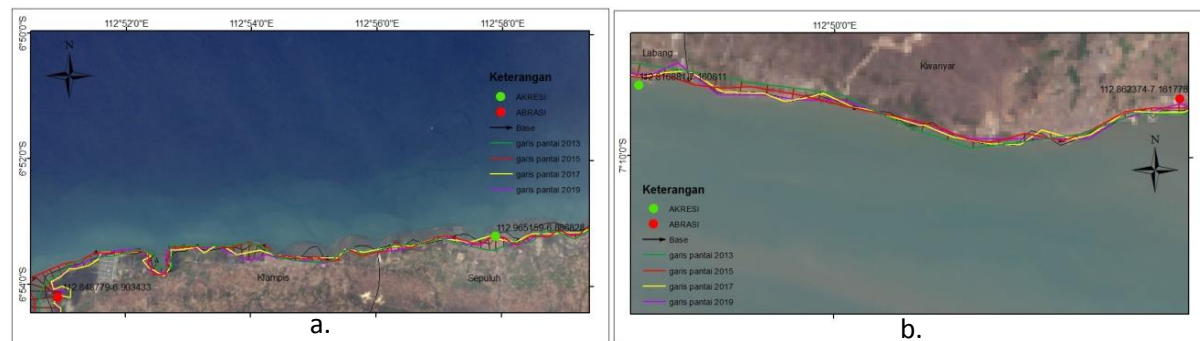 112°52'0"E
112°54'0"E
112°56'0"E
112°58'0"E
6°50'0"S
6°52'0"S
6°54'0"S
N
Keterangan
AKRESI
ABRASI
Base
garis pantai 2013
garis pantai 2015
garis pantai 2017
garis pantai 2019
112.965159-6.886828
112.848779-6.903433
Klampis
Sepuluh
a.
112°50'0"E
7°10'0"S
Labang
Kwanyar
112.862374-7.161778
N
Keterangan
AKRESI
ABRASI
Base
garis pantai 2013
garis pantai 2015
garis pantai 2017
garis pantai 2019
b.